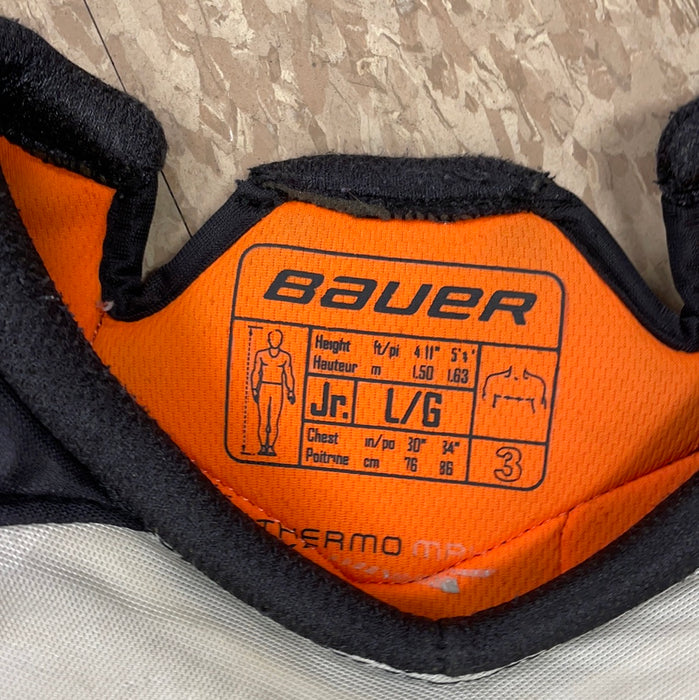 BAUER
Height ft/pi 4'11" 5'4"
Hauteur m 1.50 1.63
Jr. L/G
Chest in/po 30" 34"
Poitrine cm 76 86
3
THERMO